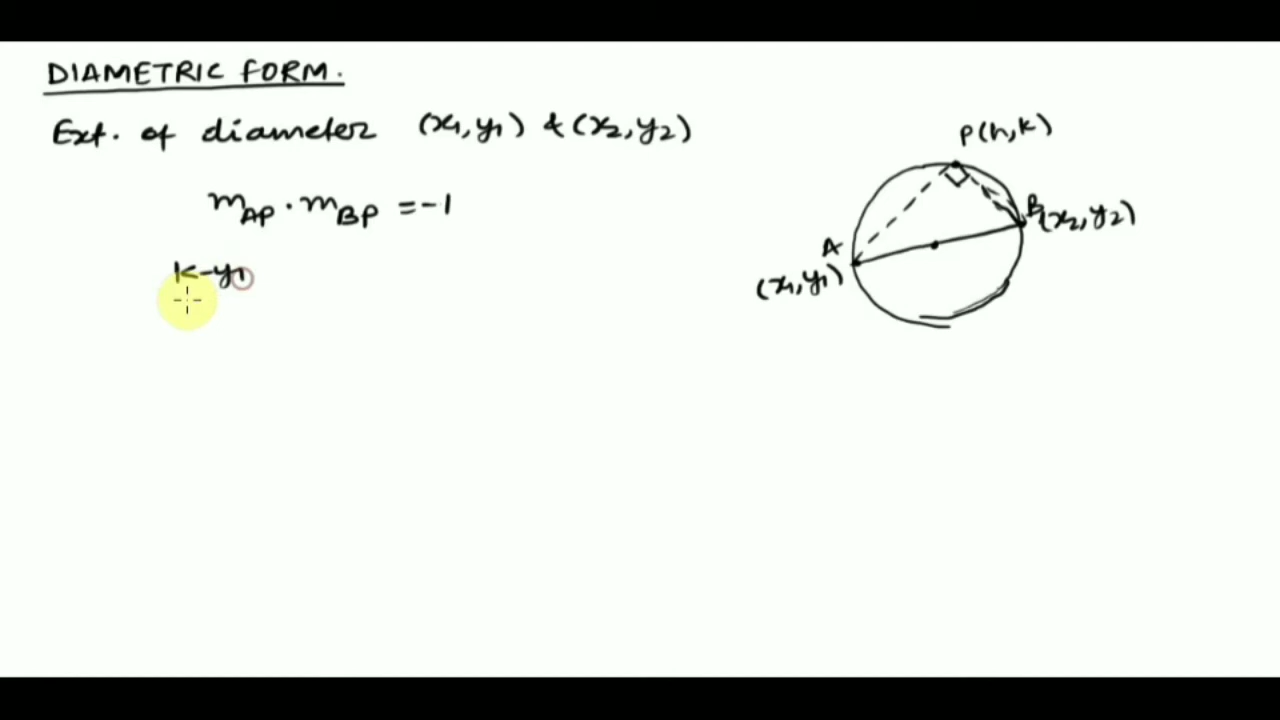 DIAMETRIC FORM.
Ext. of diameter (x₁,y₁) & (x₂,y₂)
P(h,k)
m_AP . m_BP = -1
B(x₂,y₂)
A
(x₁,y₁)
k-y₁